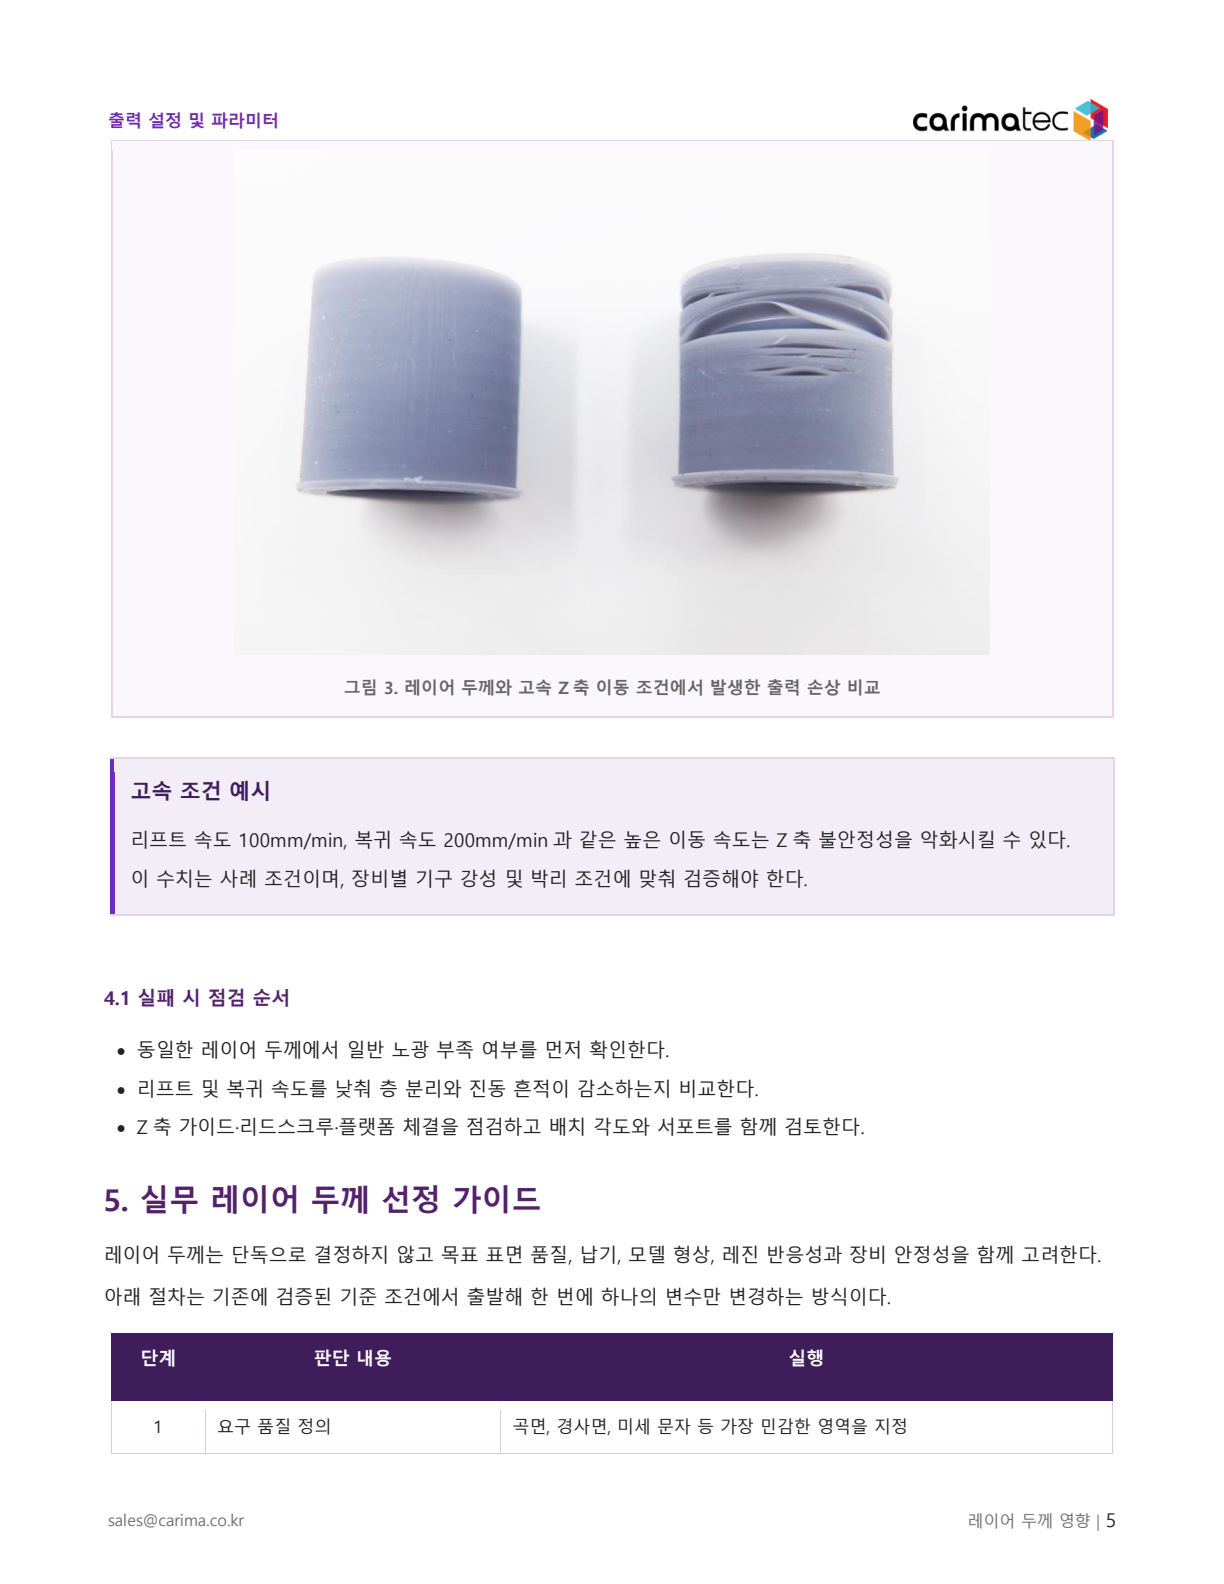 출력 설정 및 파라미터
carimatec
그림 3. 레이어 두께와 고속 Z 축 이동 조건에서 발생한 출력 손상 비교
고속 조건 예시
리프트 속도 100mm/min, 복귀 속도 200mm/min 과 같은 높은 이동 속도는 Z 축 불안정성을 악화시킬 수 있다.
이 수치는 사례 조건이며, 장비별 기구 강성 및 박리 조건에 맞춰 검증해야 한다.
4.1 실패 시 점검 순서
• 동일한 레이어 두께에서 일반 노광 부족 여부를 먼저 확인한다.
• 리프트 및 복귀 속도를 낮춰 층 분리와 진동 흔적이 감소하는지 비교한다.
• Z 축 가이드·리드스크루·플랫폼 체결을 점검하고 배치 각도와 서포트를 함께 검토한다.
5. 실무 레이어 두께 선정 가이드
레이어 두께는 단독으로 결정하지 않고 목표 표면 품질, 납기, 모델 형상, 레진 반응성과 장비 안정성을 함께 고려한다.
아래 절차는 기존에 검증된 기준 조건에서 출발해 한 번에 하나의 변수만 변경하는 방식이다.
단계 판단 내용 실행
1 요구 품질 정의 곡면, 경사면, 미세 문자 등 가장 민감한 영역을 지정
sales@carima.co.kr 레이어 두께 영향 | 5